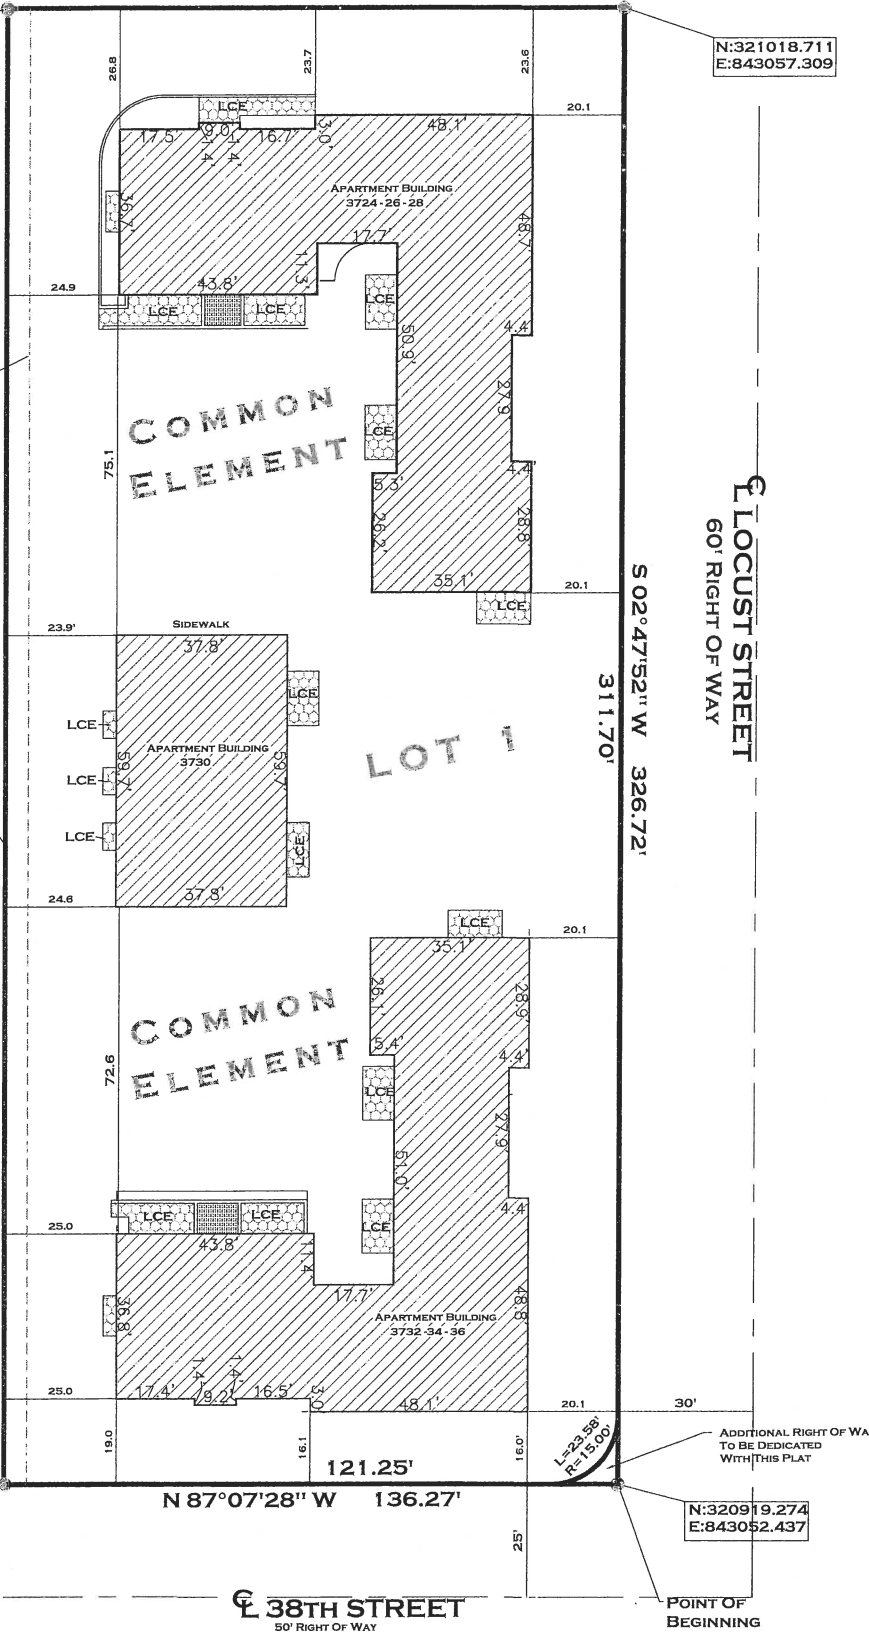 N:321018.711
E:843057.309
26.8
23.7
23.6
20.1
LCE
17.5'
9.0'
16.7'
3.0'
48.1'
1.4'
1.4'
APARTMENT BUILDING
3724-26-28
36.7'
48.7'
17.7'
11.3'
43.8'
24.9
LCE
LCE
LCE
50.9'
4.4'
27.9'
COMMON
ELEMENT
LCE
75.1
4.4'
5.3'
26.2'
28.8'
35.1'
20.1
LCE
℄ LOCUST STREET
60' RIGHT OF WAY
S 02°47'52" W 326.72'
311.70'
23.9'
SIDEWALK
37.8'
LCE
LCE
APARTMENT BUILDING
3730
59.7'
59.7'
LOT 1
LCE
LCE
LCE
37.8'
24.6
LCE
20.1
35.1'
26.1'
28.9'
COMMON
ELEMENT
5.4'
4.4'
72.6
LCE
27.9'
51.0'
4.4'
LCE
LCE
LCE
25.0
43.8'
11.4'
17.7'
48.8'
36.8'
APARTMENT BUILDING
3732-34-36
1.4'
1.4'
25.0
17.4'
9.2'
16.5'
3.0'
48.1'
20.1
30'
19.0
16.1
16.0'
L=23.58'
R=15.00'
ADDITIONAL RIGHT OF WA
TO BE DEDICATED
WITH THIS PLAT
121.25'
N 87°07'28" W 136.27'
N:320919.274
E:843052.437
25'
℄ 38TH STREET
50' RIGHT OF WAY
POINT OF
BEGINNING